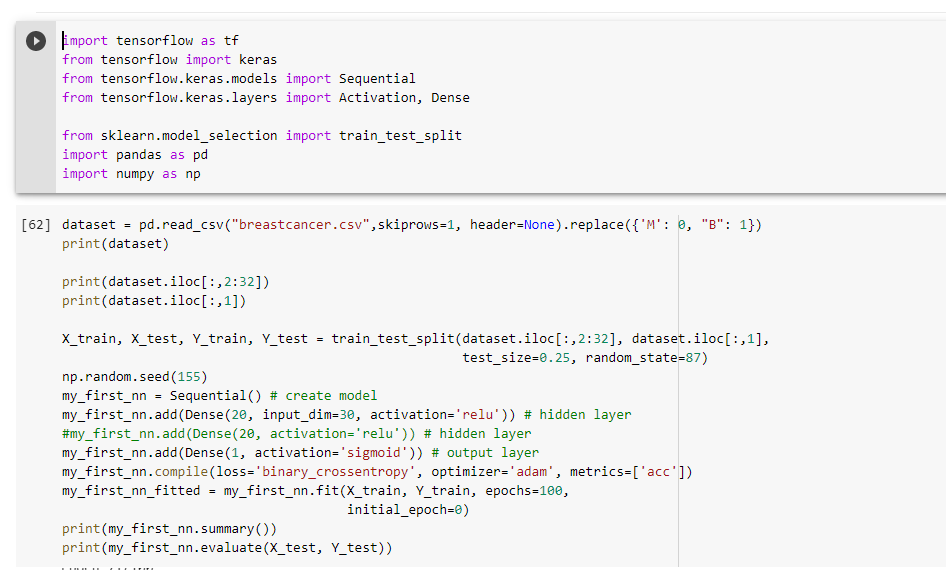 import tensorflow as tf
from tensorflow import keras
from tensorflow.keras.models import Sequential
from tensorflow.keras.layers import Activation, Dense
from sklearn.model_selection import train_test_split
import pandas as pd
import numpy as np
[62] dataset = pd.read_csv("breastcancer.csv",skiprows=1, header=None).replace({'M': 0, "B": 1})
print(dataset)
print(dataset.iloc[:,2:32])
print(dataset.iloc[:,1])
X_train, X_test, Y_train, Y_test = train_test_split(dataset.iloc[:,2:32], dataset.iloc[:,1],
test_size=0.25, random_state=87)
np.random.seed(155)
my_first_nn = Sequential() # create model
my_first_nn.add(Dense(20, input_dim=30, activation='relu')) # hidden layer
#my_first_nn.add(Dense(20, activation='relu')) # hidden layer
my_first_nn.add(Dense(1, activation='sigmoid')) # output layer
my_first_nn.compile(loss='binary_crossentropy', optimizer='adam', metrics=['acc'])
my_first_nn_fitted = my_first_nn.fit(X_train, Y_train, epochs=100,
initial_epoch=0)
print(my_first_nn.summary())
print(my_first_nn.evaluate(X_test, Y_test))